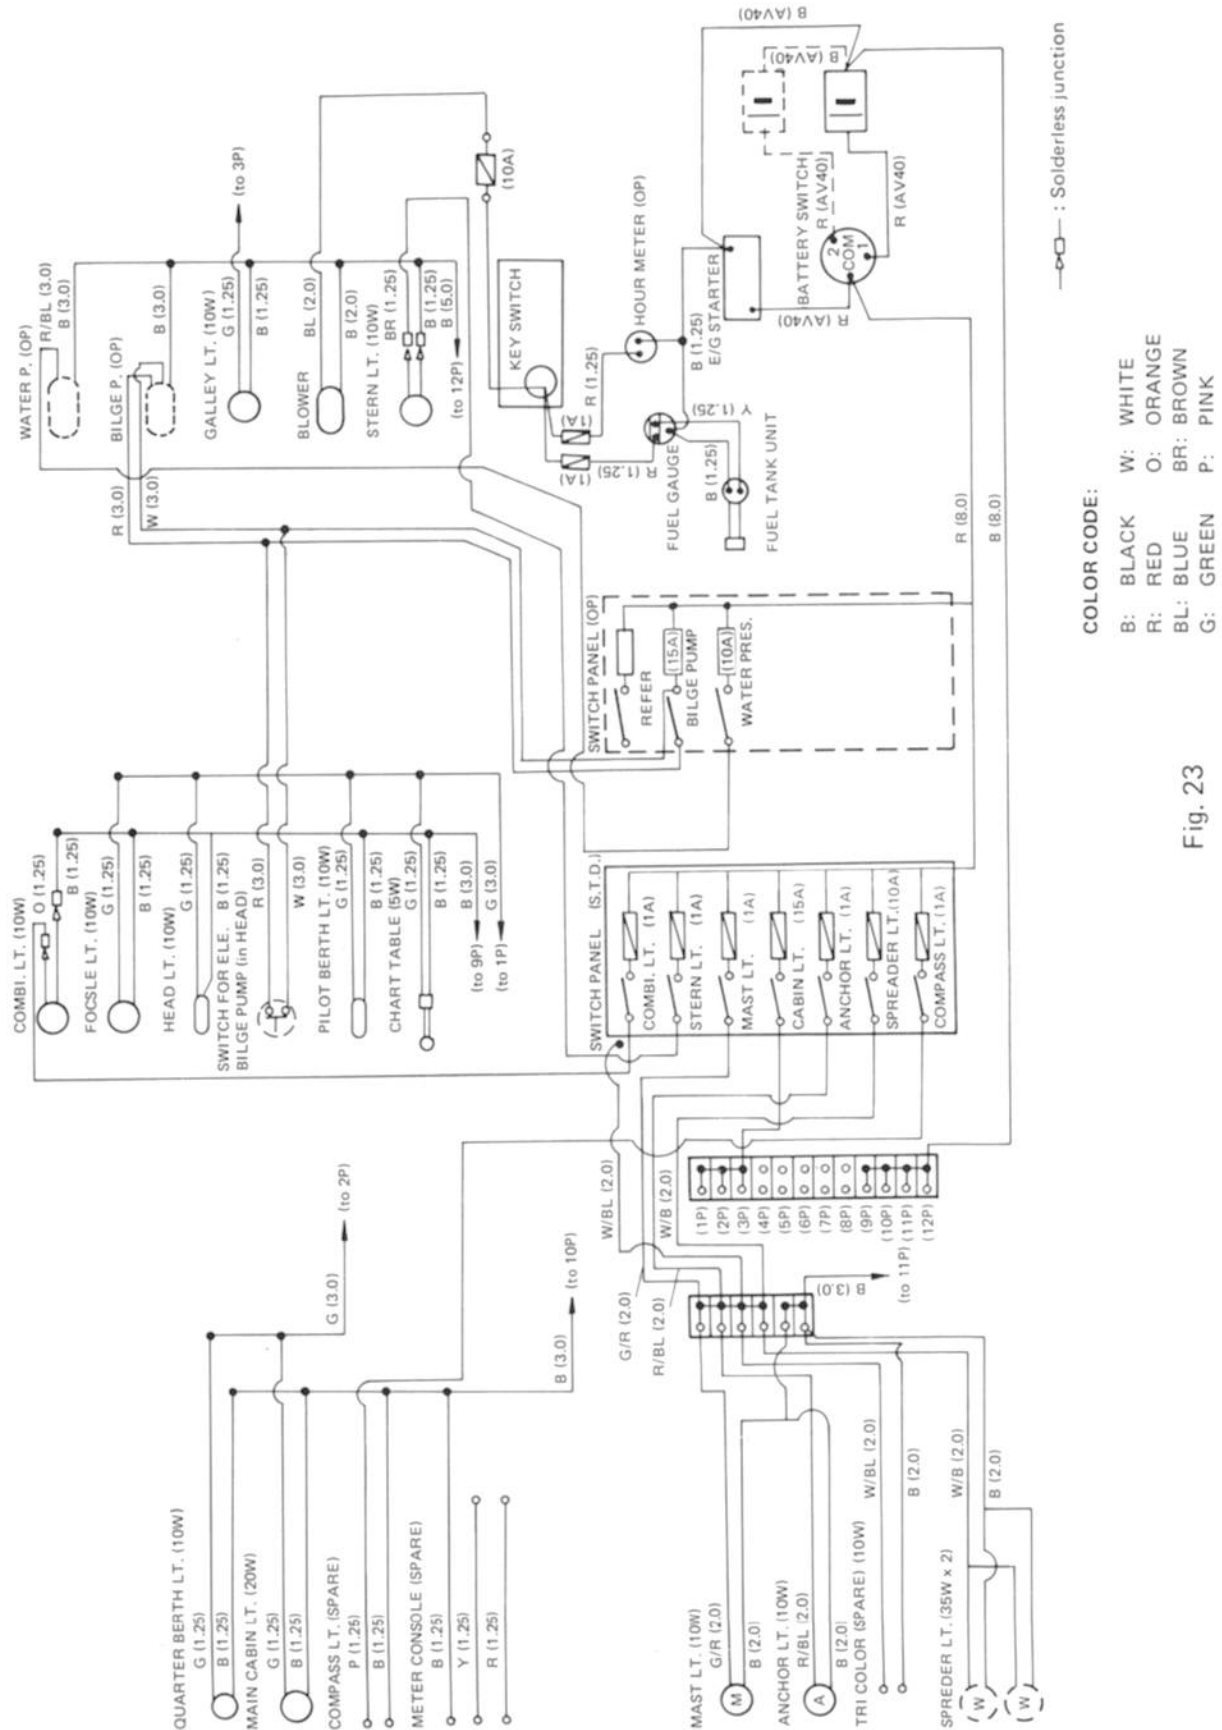 WATER P. (OP)
R/BL (3.0)
B (3.0)
BILGE P. (OP)
B (3.0)
GALLEY LT. (10W)
G (1.25)
B (1.25)
(to 3P)
BLOWER
BL (2.0)
B (2.0)
STERN LT. (10W)
BR (1.25)
B (1.25)
B (5.0)
(to 12P)
R (3.0)
W (3.0)
(10A)
KEY SWITCH
(1A)
(1A)
R (1.25)
R (1.25)
HOUR METER (OP)
B (1.25)
E/G STARTER
FUEL GAUGE
Y (1.25)
B (1.25)
FUEL TANK UNIT
B (AV40)
B (AV40)
BATTERY SWITCH
R (AV40)
R (AV40)
R (AV40)
2
COM
1
: Solderless junction
R (8.0)
B (8.0)
SWITCH PANEL (OP)
REFER
(15A)
BILGE PUMP
(10A)
WATER PRES.
COMBI. LT. (10W)
O (1.25)
B (1.25)
FOCSLE LT. (10W)
G (1.25)
B (1.25)
HEAD LT. (10W)
G (1.25)
B (1.25)
SWITCH FOR ELE.
BILGE PUMP (in HEAD)
R (3.0)
W (3.0)
PILOT BERTH LT. (10W)
G (1.25)
B (1.25)
CHART TABLE (5W)
G (1.25)
B (1.25)
B (3.0)
G (3.0)
(to 9P)
(to 1P)
SWITCH PANEL (S.T.D.)
COMBI. LT. (1A)
STERN LT. (1A)
MAST LT. (1A)
CABIN LT. (15A)
ANCHOR LT. (1A)
SPREADER LT. (10A)
COMPASS LT. (1A)
W/BL (2.0)
W/B (2.0)
G/R (2.0)
R/BL (2.0)
(1P)
(2P)
(3P)
(4P)
(5P)
(6P)
(7P)
(8P)
(9P)
(10P)
(11P)
(12P)
B (3.0)
(to 11P)
QUARTER BERTH LT. (10W)
G (1.25)
B (1.25)
MAIN CABIN LT. (20W)
G (1.25)
B (1.25)
G (3.0)
(to 2P)
COMPASS LT. (SPARE)
P (1.25)
B (1.25)
METER CONSOLE (SPARE)
B (1.25)
Y (1.25)
R (1.25)
B (3.0)
(to 10P)
MAST LT. (10W)
G/R (2.0)
B (2.0)
M
ANCHOR LT. (10W)
R/BL (2.0)
B (2.0)
A
TRI COLOR (SPARE) (10W)
W/BL (2.0)
B (2.0)
SPREDER LT. (35W x 2)
W/B (2.0)
B (2.0)
W
W
COLOR CODE:
B: BLACK W: WHITE
R: RED O: ORANGE
BL: BLUE BR: BROWN
G: GREEN P: PINK
Fig. 23